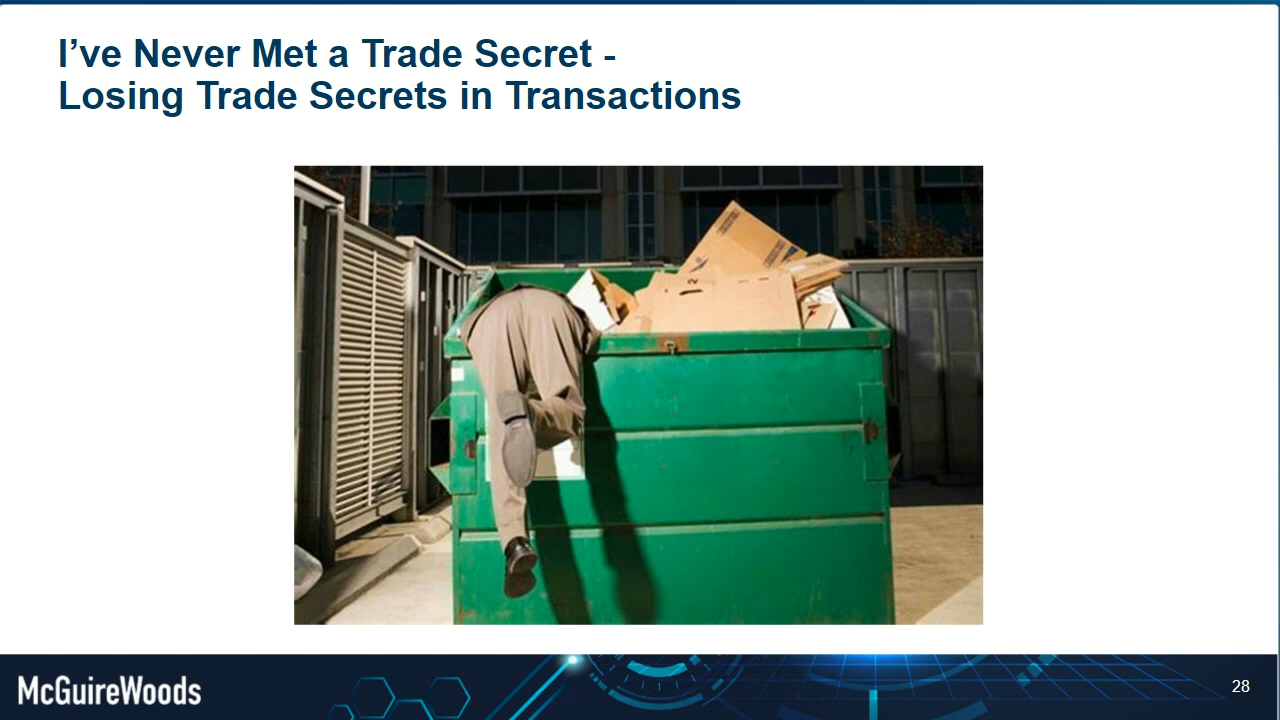 I’ve Never Met a Trade Secret -
Losing Trade Secrets in Transactions
McGuireWoods
28